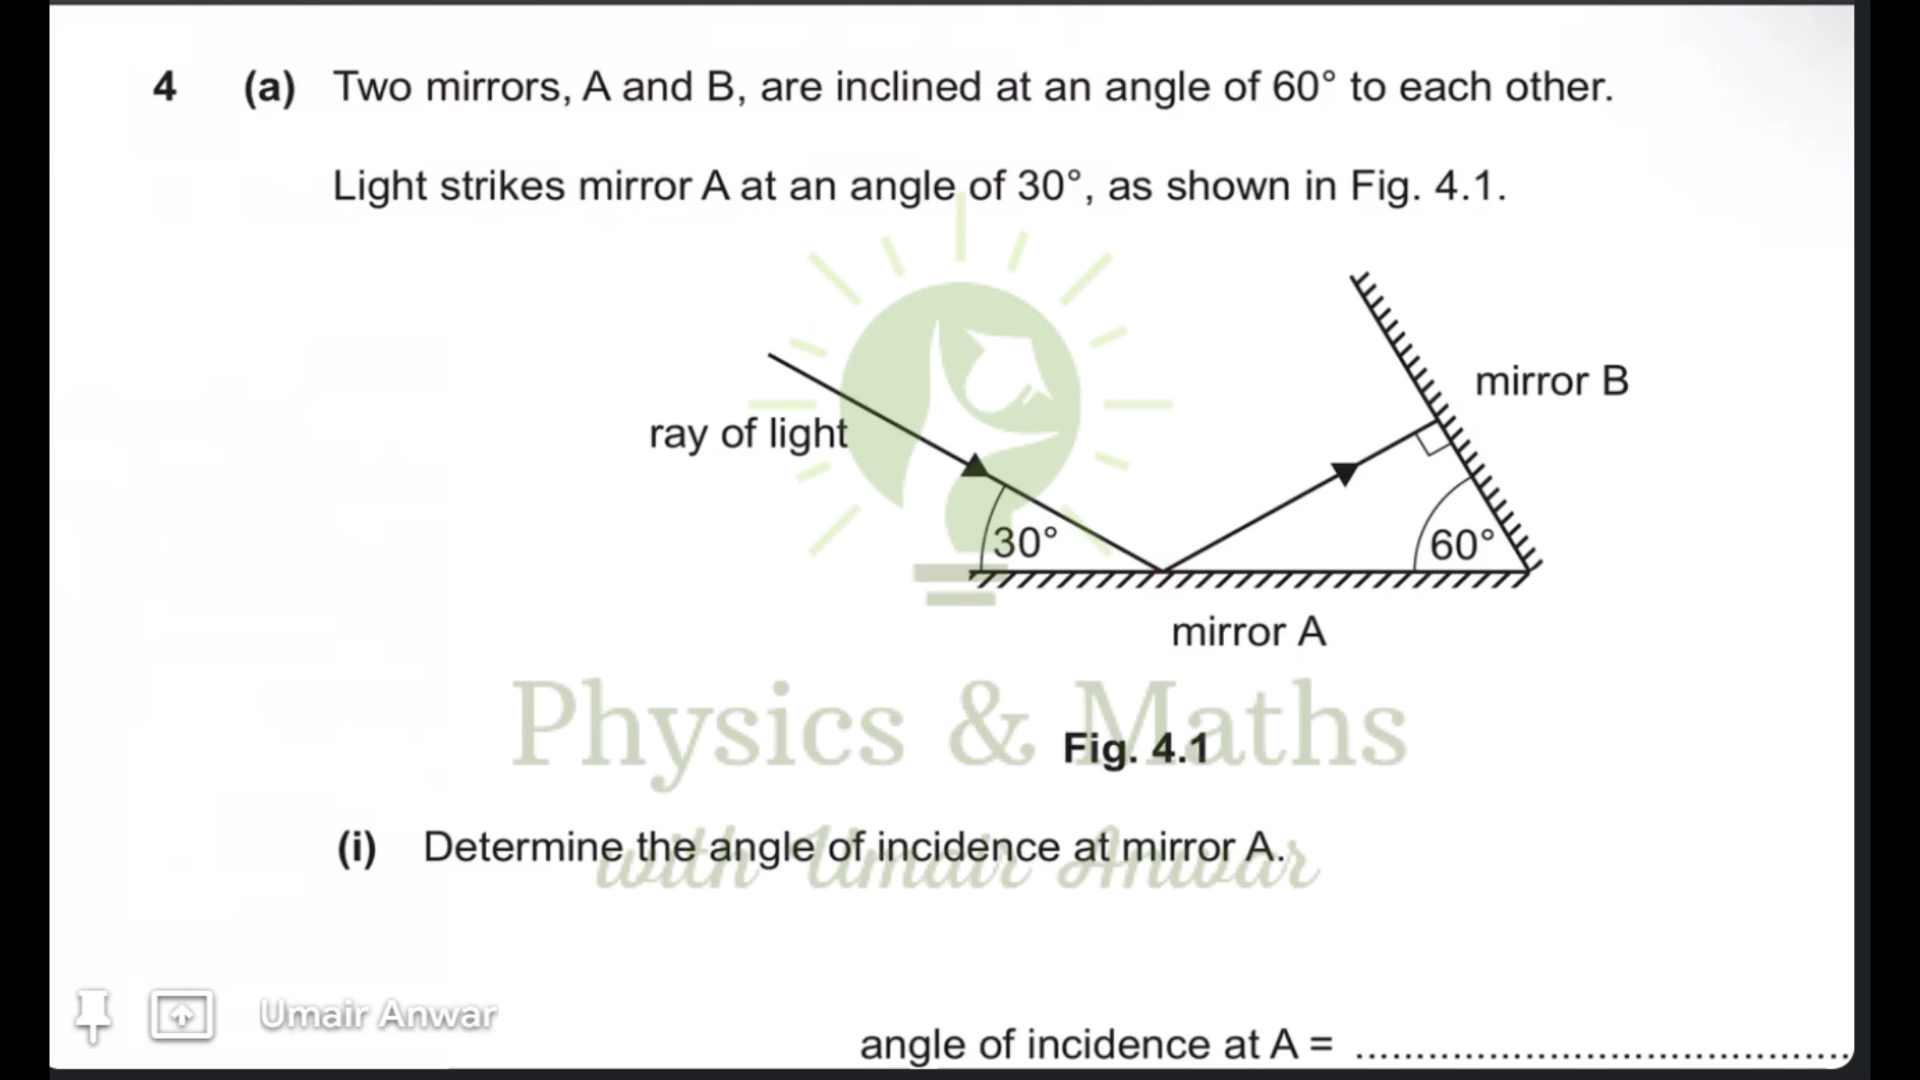 4 (a) Two mirrors, A and B, are inclined at an angle of 60° to each other.
Light strikes mirror A at an angle of 30°, as shown in Fig. 4.1.
mirror B
ray of light
30°
60°
mirror A
Physics & Maths
Fig. 4.1
(i) Determine the angle of incidence at mirror A.
with Umair Anwar
Umair Anwar
angle of incidence at A = ........................................